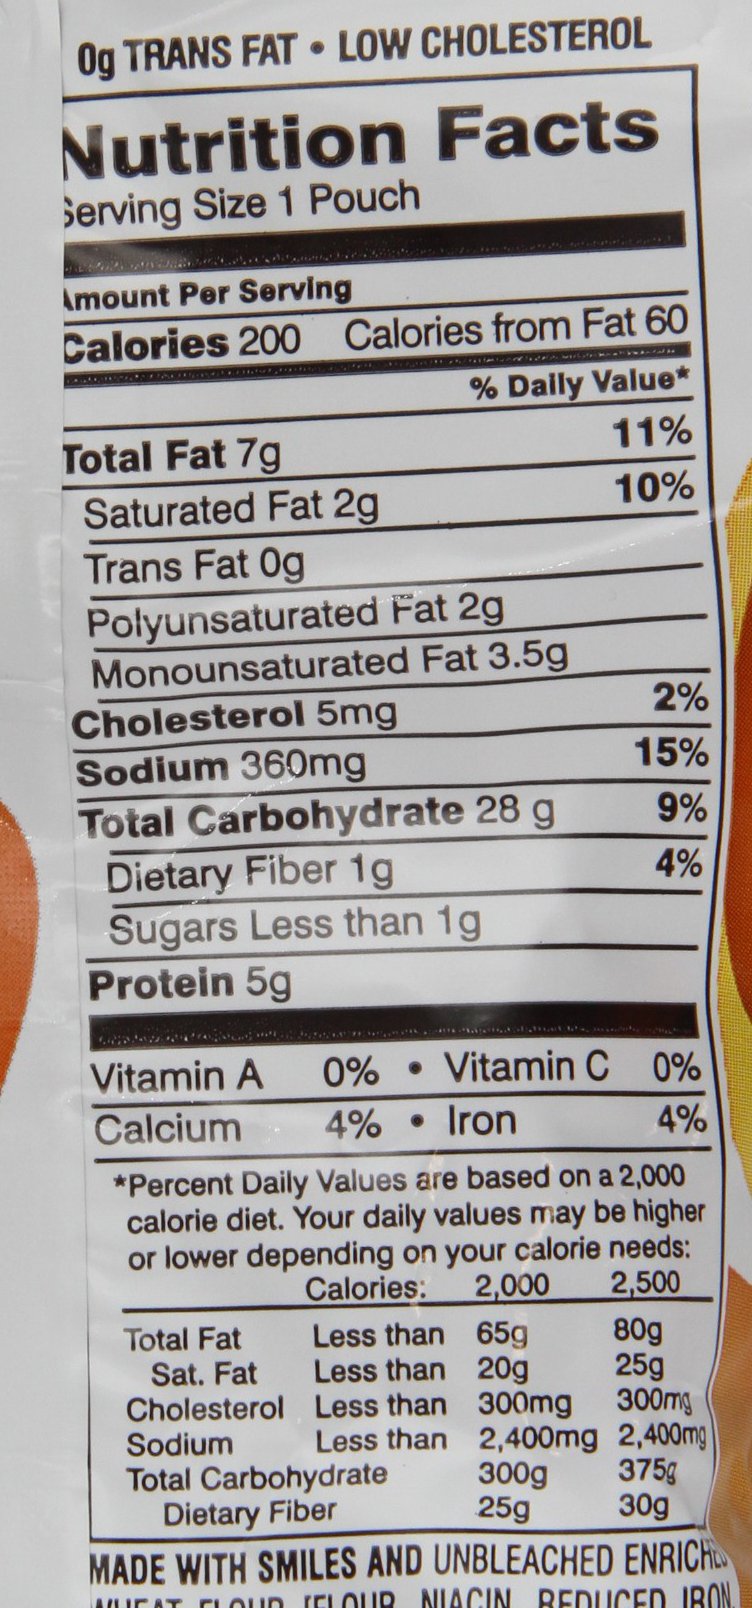 0g TRANS FAT • LOW CHOLESTEROL
Nutrition Facts
Serving Size 1 Pouch
Amount Per Serving
Calories 200 Calories from Fat 60
% Daily Value*
Total Fat 7g 11%
Saturated Fat 2g 10%
Trans Fat 0g
Polyunsaturated Fat 2g
Monounsaturated Fat 3.5g
Cholesterol 5mg 2%
Sodium 360mg 15%
Total Carbohydrate 28 g 9%
Dietary Fiber 1g 4%
Sugars Less than 1g
Protein 5g
Vitamin A 0% • Vitamin C 0%
Calcium 4% • Iron 4%
*Percent Daily Values are based on a 2,000
calorie diet. Your daily values may be higher
or lower depending on your calorie needs:
Calories: 2,000 2,500
Total Fat Less than 65g 80g
Sat. Fat Less than 20g 25g
Cholesterol Less than 300mg 300mg
Sodium Less than 2,400mg 2,400mg
Total Carbohydrate 300g 375g
Dietary Fiber 25g 30g
MADE WITH SMILES AND UNBLEACHED ENRICHED
WHEAT FLOUR [FLOUR, NIACIN, REDUCED IRON,